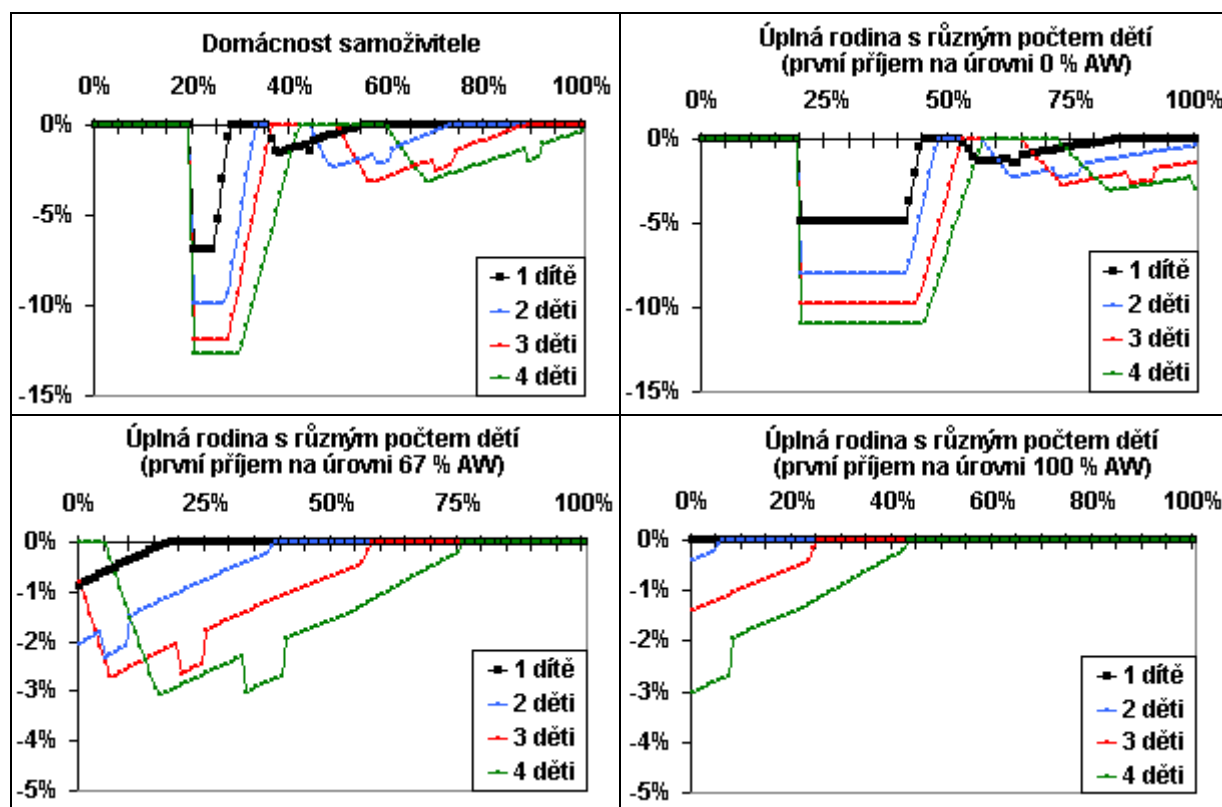 Domácnost samoživitele
0% 20% 40% 60% 80% 100%
0%
-5%
-10%
-15%
1 dítě
2 děti
3 děti
4 děti
Úplná rodina s různým počtem dětí
(první příjem na úrovni 0 % AW)
0% 25% 50% 75% 100%
0%
-5%
-10%
-15%
1 dítě
2 děti
3 děti
4 děti
Úplná rodina s různým počtem dětí
(první příjem na úrovni 67 % AW)
0% 25% 50% 75% 100%
0%
-1%
-2%
-3%
-4%
-5%
1 dítě
2 děti
3 děti
4 děti
Úplná rodina s různým počtem dětí
(první příjem na úrovni 100 % AW)
0% 20% 40% 60% 80% 100%
0%
-1%
-2%
-3%
-4%
-5%
1 dítě
2 děti
3 děti
4 děti